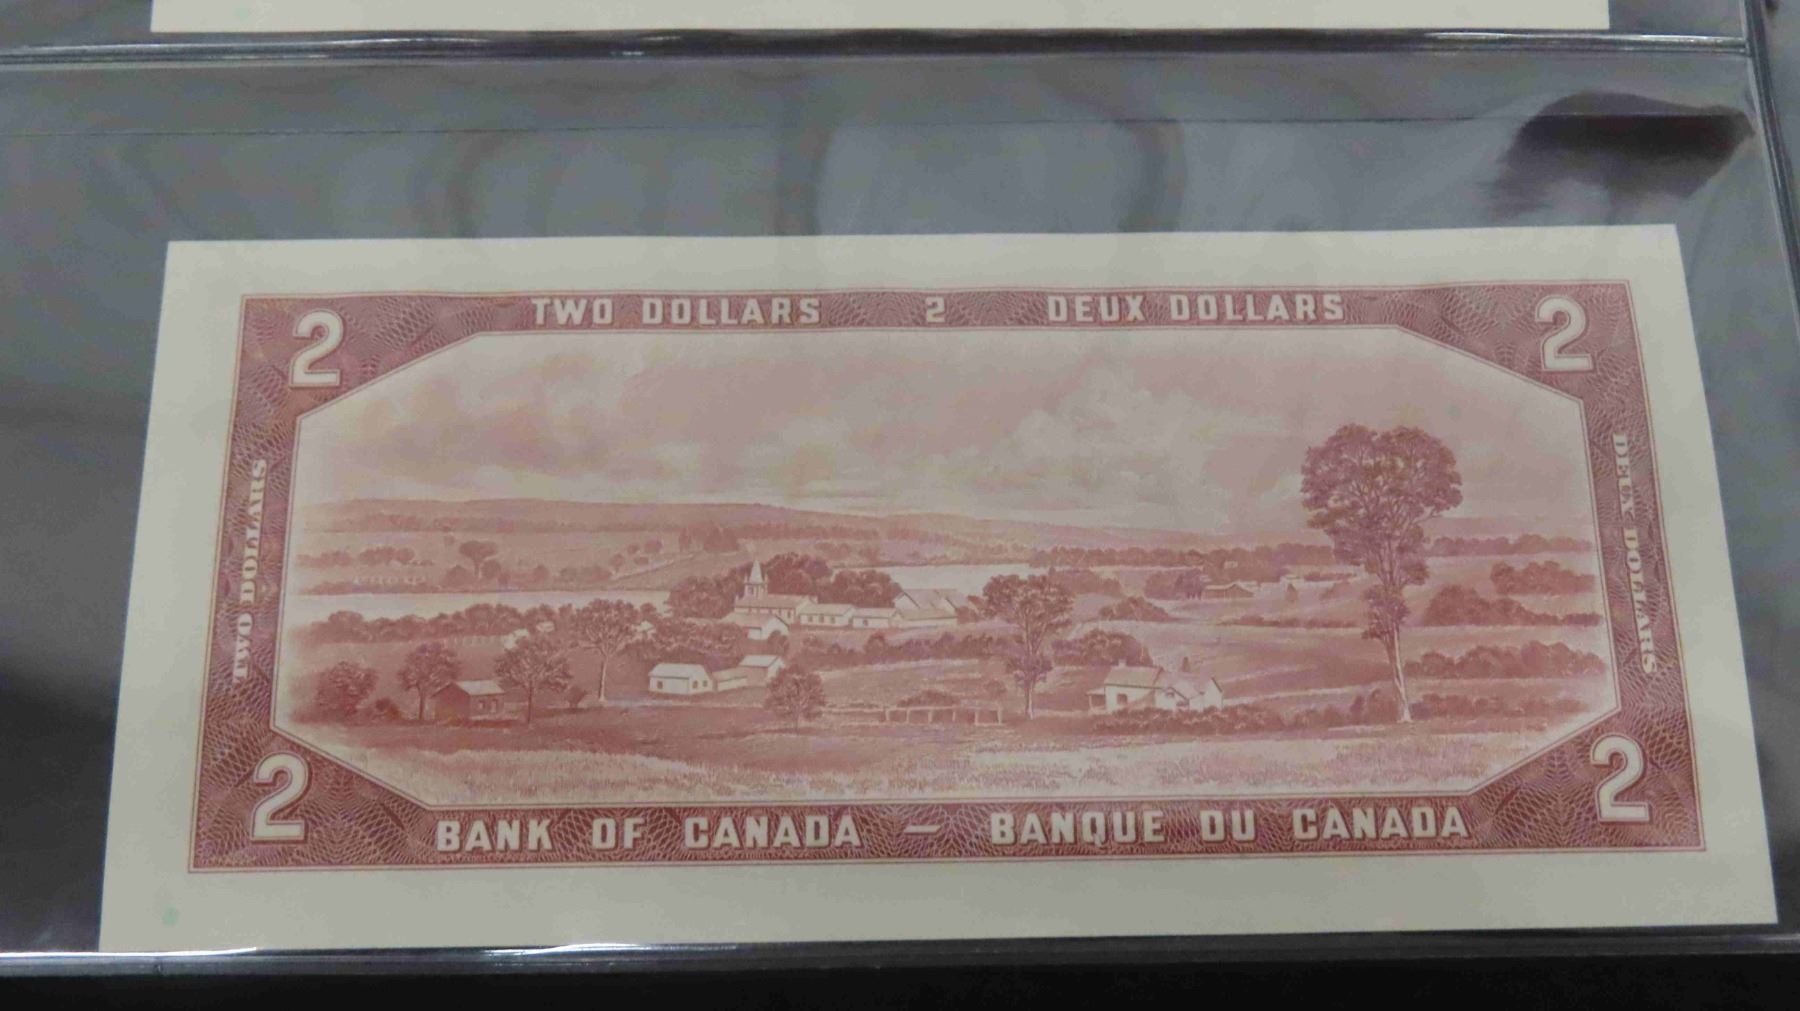 TWO DOLLARS 2 DEUX DOLLARS
2 2
TWO DOLLARS
DEUX DOLLARS
2 2
BANK OF CANADA — BANQUE DU CANADA